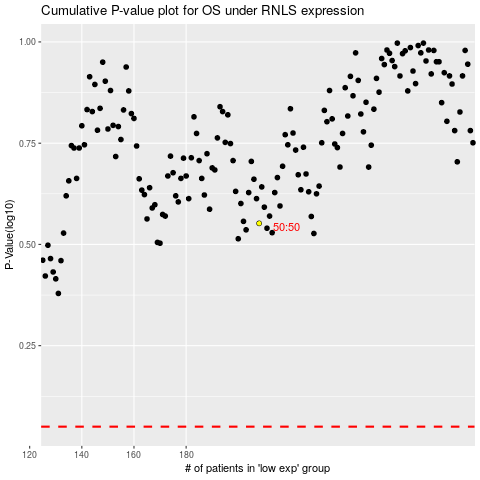 Cumulative P-value plot for OS under RNLS expression
1.00
0.75
0.50
0.25
P-Value(log10)
50:50
120 140 160 180
# of patients in 'low exp' group